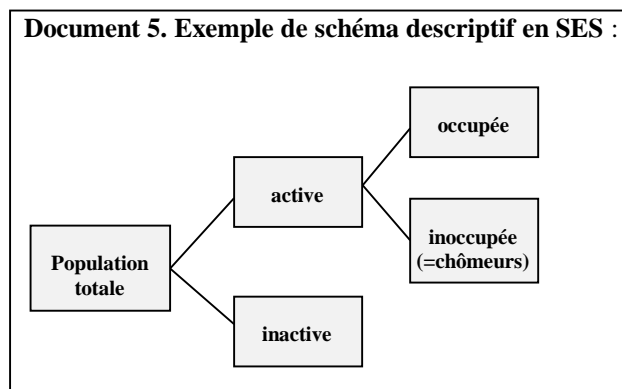 Document 5. Exemple de schéma descriptif en SES :
occupée
active
inoccupée
(=chômeurs)
Population
totale
inactive